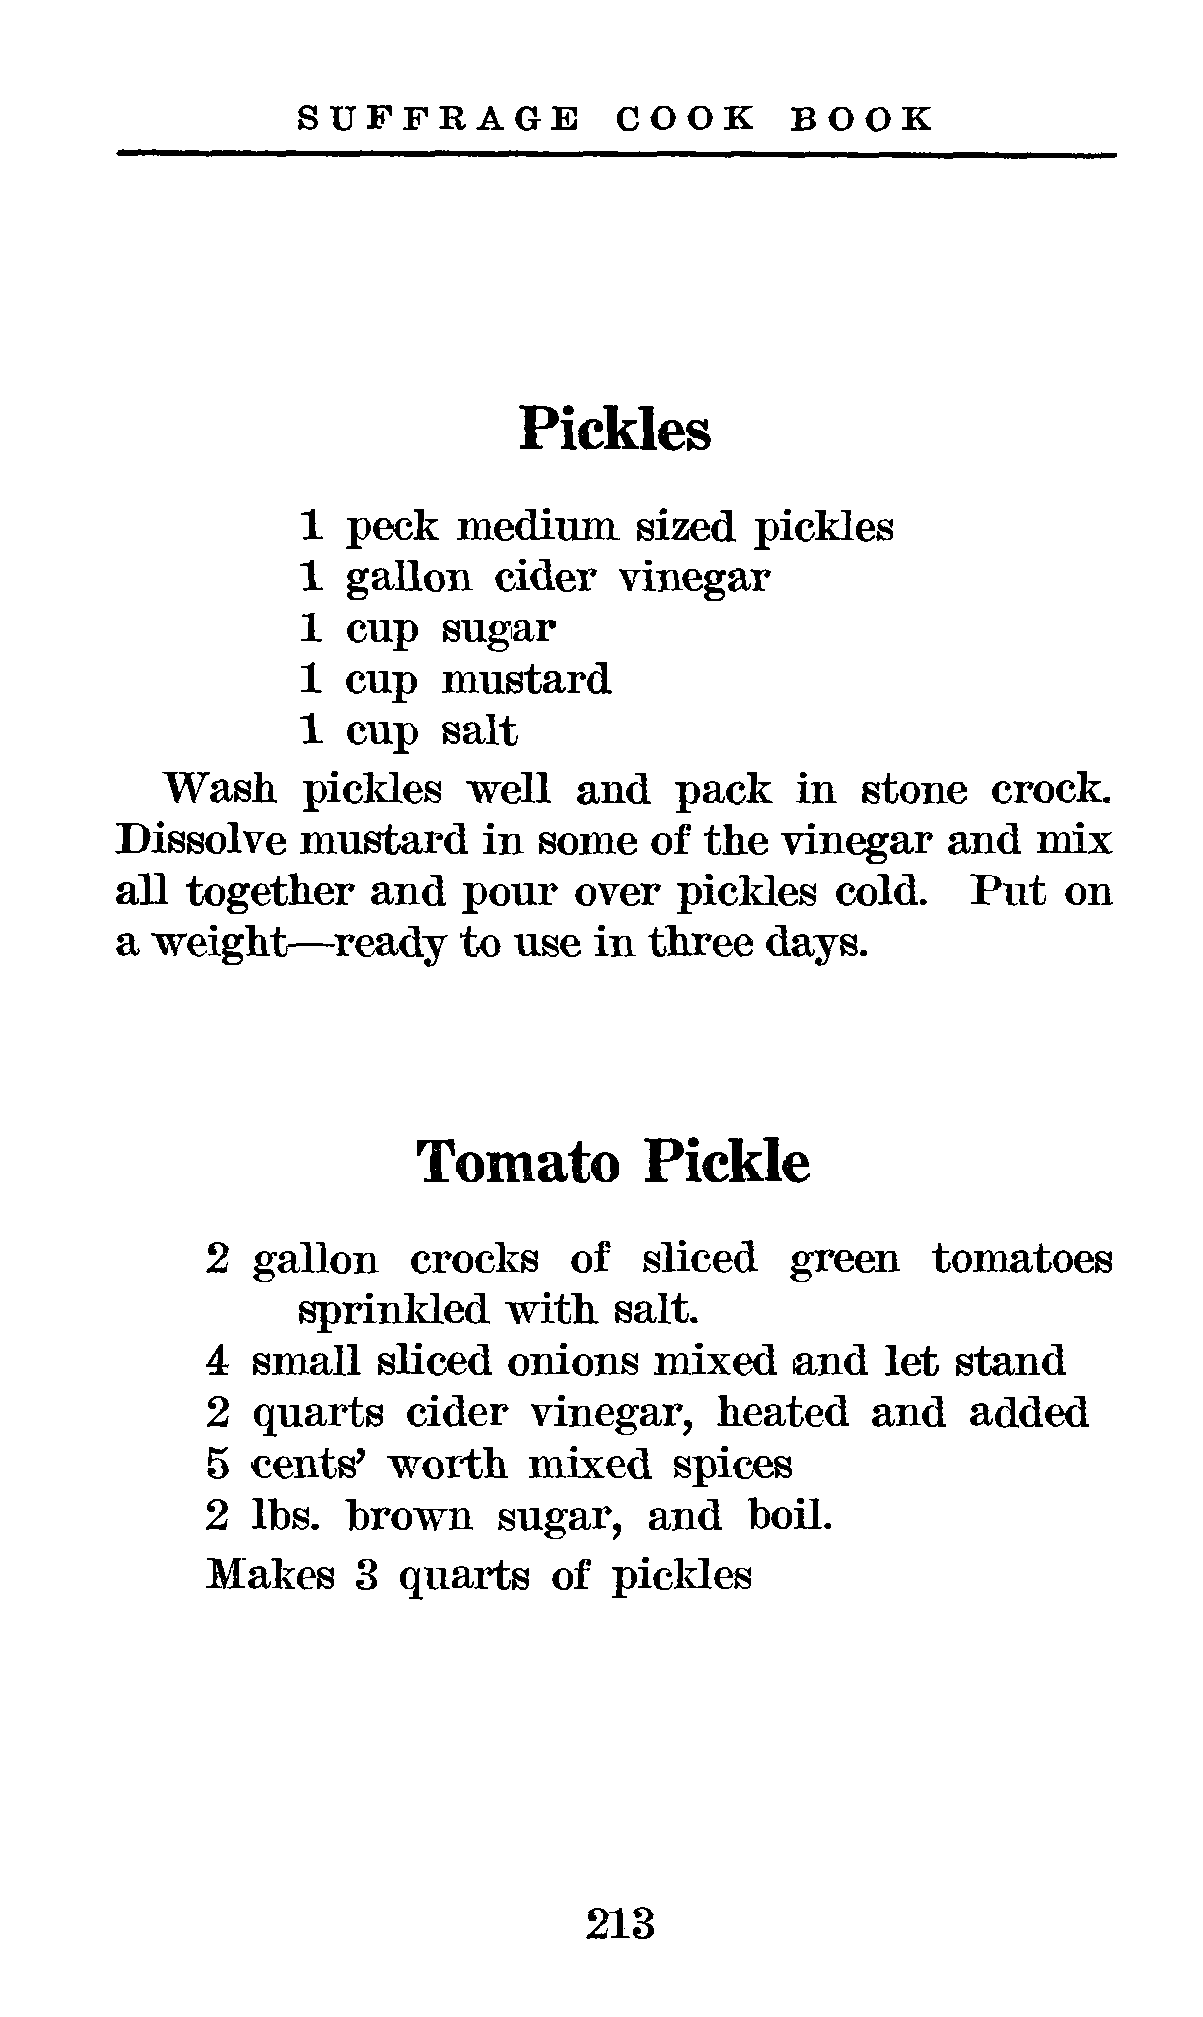 SUFFRAGE COOK BOOK
Pickles
1 peck medium sized pickles
1 gallon cider vinegar
1 cup sugar
1 cup mustard
1 cup salt
Wash pickles well and pack in stone crock.
Dissolve mustard in some of the vinegar and mix
all together and pour over pickles cold. Put on
a weight—ready to use in three days.
Tomato Pickle
2 gallon crocks of sliced green tomatoes
sprinkled with salt.
4 small sliced onions mixed and let stand
2 quarts cider vinegar, heated and added
5 cents’ worth mixed spices
2 lbs. brown sugar, and boil.
Makes 3 quarts of pickles
213